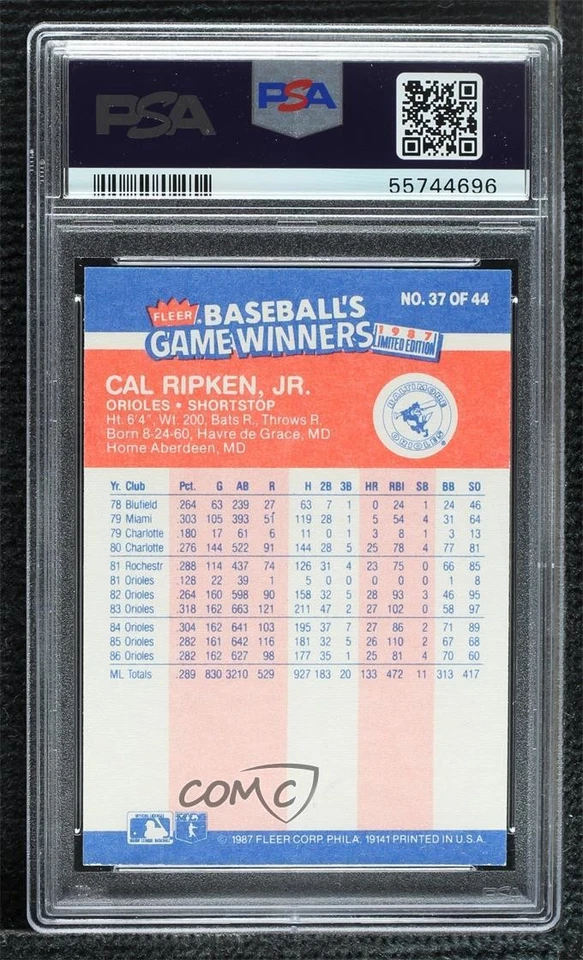 PSA PSA
55744696
NO. 37 OF 44
FLEER BASEBALL'S
GAME WINNERS
1987
LIMITED EDITION
CAL RIPKEN, JR.
ORIOLES • SHORTSTOP
Ht. 6'4", Wt. 200, Bats R., Throws R.
Born 8-24-60, Havre de Grace, MD
Home Aberdeen, MD
BALTIMORE
ORIOLES
Yr. Club Pct. G AB R H 2B 3B HR RBI SB BB SO
78 Blufield .264 63 239 27 63 7 1 0 24 1 24 46
79 Miami .303 105 393 51 119 28 1 5 54 4 31 64
79 Charlotte .180 17 61 6 11 0 1 3 8 1 3 13
80 Charlotte .276 144 522 91 144 28 5 25 78 4 77 81
81 Rochestr .288 114 437 74 126 31 4 23 75 0 66 85
81 Orioles .128 22 39 1 5 0 0 0 0 0 1 8
82 Orioles .264 160 598 90 158 32 5 28 93 3 46 95
83 Orioles .318 162 663 121 211 47 2 27 102 0 58 97
84 Orioles .304 162 641 103 195 37 7 27 86 2 71 89
85 Orioles .282 161 642 116 181 32 5 26 110 2 67 68
86 Orioles .282 162 627 98 177 35 1 25 81 4 70 60
ML Totals .289 830 3210 529 927 183 20 133 472 11 313 417
COMC
© 1987 FLEER CORP. PHILA. 19141 PRINTED IN U.S.A.
PSA